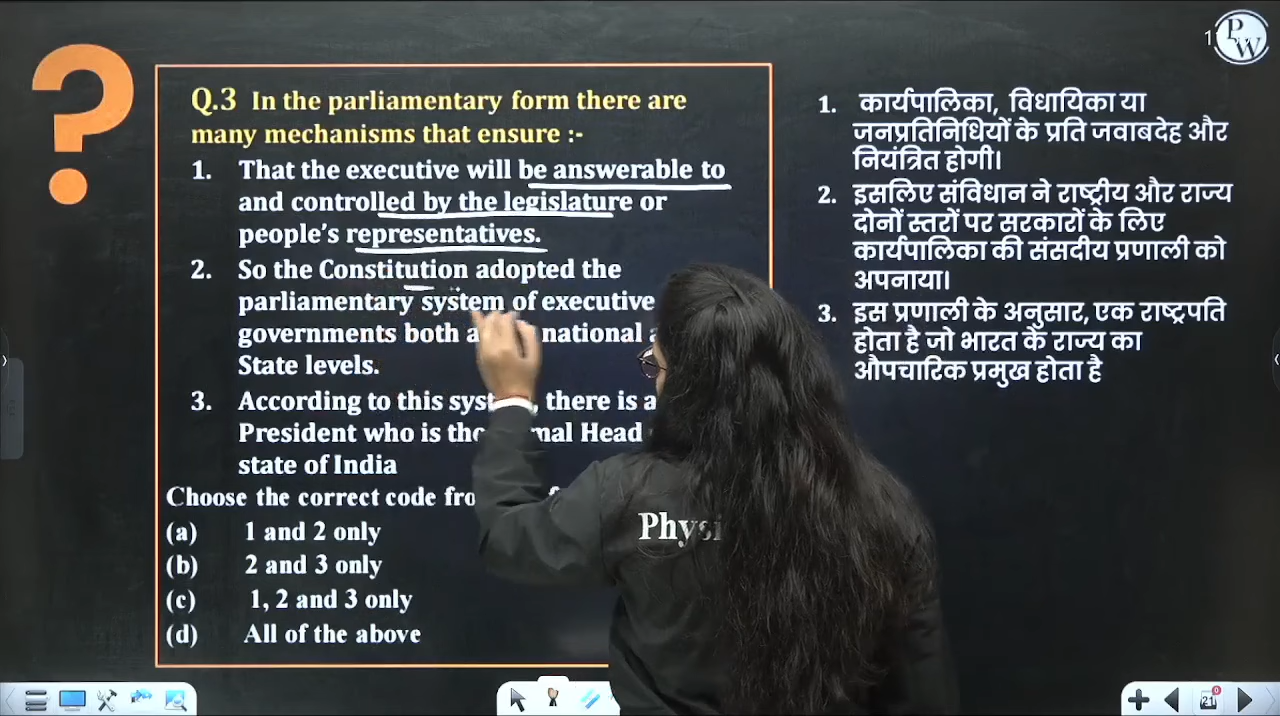 1
PW
Q.3 In the parliamentary form there are
many mechanisms that ensure :-
1. That the executive will be answerable to
and controlled by the legislature or
people's representatives.
2. So the Constitution adopted the
parliamentary system of executive
governments both national
State levels.
3. According to this there is a
President who is Head
state of India
Choose the correct code
(a) 1 and 2 only
(b) 2 and 3 only
(c) 1, 2 and 3 only
(d) All of the above
1. कार्यपालिका, विधायिका या
जनप्रतिनिधियों के प्रति जवाबदेह और
नियंत्रित होगी।
2. इसलिए संविधान ने राष्ट्रीय और राज्य
दोनों स्तरों पर सरकारों के लिए
कार्यपालिका की संसदीय प्रणाली को
अपनाया।
3. इस प्रणाली के अनुसार, एक राष्ट्रपति
होता है जो भारत के राज्य का
औपचारिक प्रमुख होता है
Physi
21